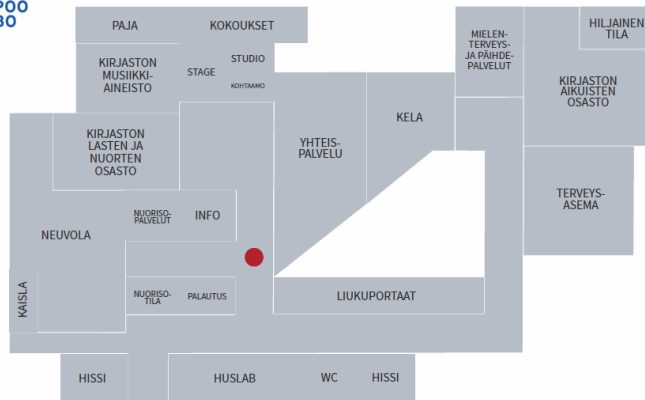 POO
BO
PAJA
KOKOUKSET
KIRJASTON
MUSIIKKI-
AINEISTO
STAGE
STUDIO
KOHTAAMO
MIELEN-
TERVEYS-
JA PÄIHDE-
PALVELUT
HILJAINEN
TILA
KIRJASTON
AIKUISTEN
OSASTO
KIRJASTON
LASTEN JA
NUORTEN
OSASTO
YHTEIS-
PALVELU
KELA
TERVEYS-
ASEMA
NEUVOLA
NUORISO-
PALVELUT
INFO
KAISLA
NUORISO-
TILA
PALAUTUS
LIUKUPORTAAT
HISSI
HUSLAB
WC
HISSI